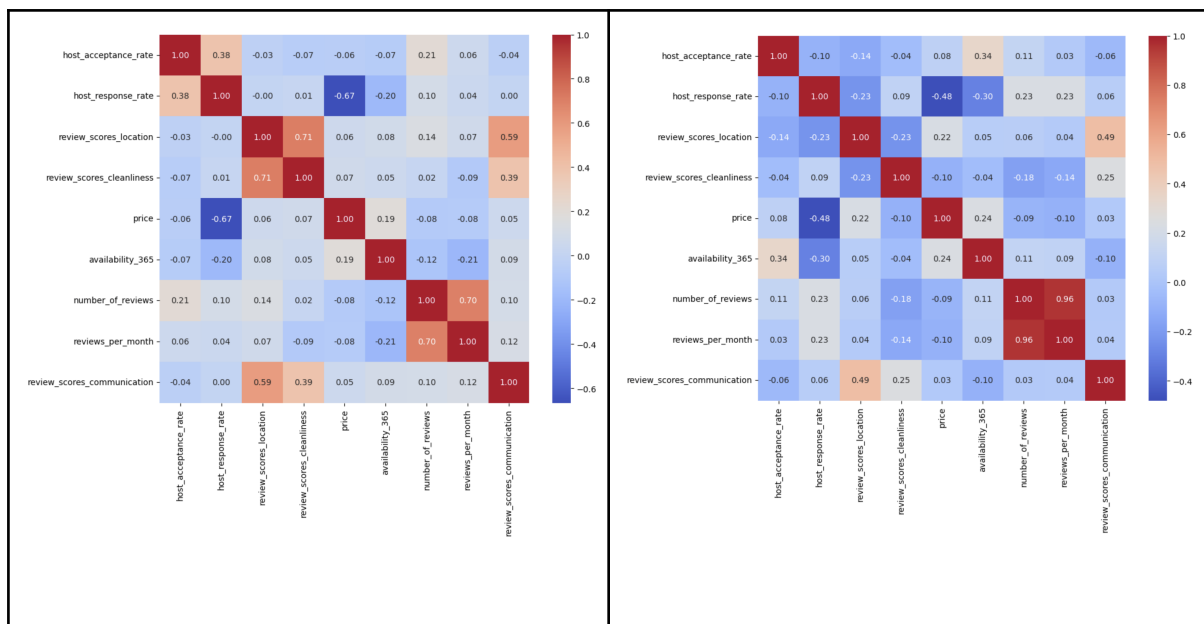 host_acceptance_rate 1.00 0.38 -0.03 -0.07 -0.06 -0.07 0.21 0.06 -0.04
host_response_rate 0.38 1.00 -0.00 0.01 -0.67 -0.20 0.10 0.04 0.00
review_scores_location -0.03 -0.00 1.00 0.71 0.06 0.08 0.14 0.07 0.59
review_scores_cleanliness -0.07 0.01 0.71 1.00 0.07 0.05 0.02 -0.09 0.39
price -0.06 -0.67 0.06 0.07 1.00 0.19 -0.08 -0.08 0.05
availability_365 -0.07 -0.20 0.08 0.05 0.19 1.00 -0.12 -0.21 0.09
number_of_reviews 0.21 0.10 0.14 0.02 -0.08 -0.12 1.00 0.70 0.10
reviews_per_month 0.06 0.04 0.07 -0.09 -0.08 -0.21 0.70 1.00 0.12
review_scores_communication -0.04 0.00 0.59 0.39 0.05 0.09 0.10 0.12 1.00
host_acceptance_rate
host_response_rate
review_scores_location
review_scores_cleanliness
price
availability_365
number_of_reviews
reviews_per_month
review_scores_communication
1.0
0.8
0.6
0.4
0.2
0.0
−0.2
−0.4
−0.6
host_acceptance_rate 1.00 -0.10 -0.14 -0.04 0.08 0.34 0.11 0.03 -0.06
host_response_rate -0.10 1.00 -0.23 0.09 -0.48 -0.30 0.23 0.23 0.06
review_scores_location -0.14 -0.23 1.00 -0.23 0.22 0.05 0.06 0.04 0.49
review_scores_cleanliness -0.04 0.09 -0.23 1.00 -0.10 -0.04 -0.18 -0.14 0.25
price 0.08 -0.48 0.22 -0.10 1.00 0.24 -0.09 -0.10 0.03
availability_365 0.34 -0.30 0.05 -0.04 0.24 1.00 0.11 0.09 -0.10
number_of_reviews 0.11 0.23 0.06 -0.18 -0.09 0.11 1.00 0.96 0.03
reviews_per_month 0.03 0.23 0.04 -0.14 -0.10 0.09 0.96 1.00 0.04
review_scores_communication -0.06 0.06 0.49 0.25 0.03 -0.10 0.03 0.04 1.00
host_acceptance_rate
host_response_rate
review_scores_location
review_scores_cleanliness
price
availability_365
number_of_reviews
reviews_per_month
review_scores_communication
1.0
0.8
0.6
0.4
0.2
0.0
−0.2
−0.4